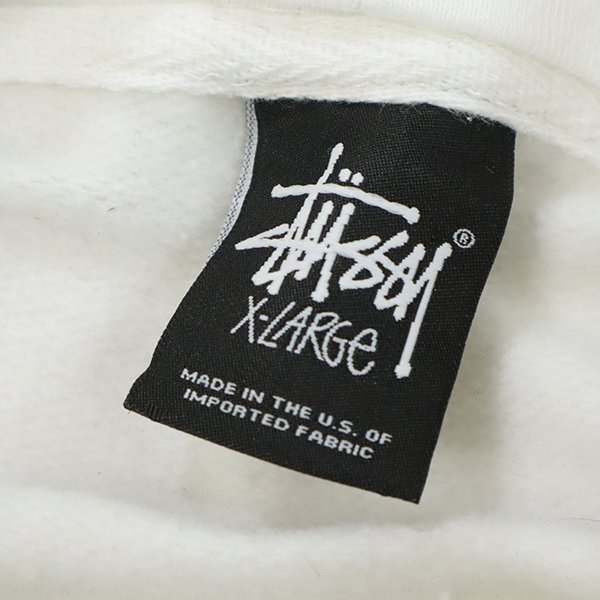 Stüssy ®
X-LARGE
MADE IN THE U.S. OF
IMPORTED FABRIC